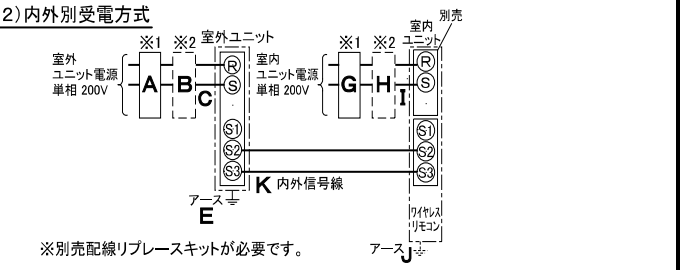 2)内外別受電方式
別売
※1 ※2 室外ユニット
※1 ※2 室内
ユニット
室外
ユニット電源
単相 200V
A B C
R
S
S1
S2
S3
室内
ユニット電源
単相 200V
G H I
R
S
S1
S2
S3
K 内外信号線
アース
E
ワイヤレス
リモコン
アース J
※別売配線リプレースキットが必要です。